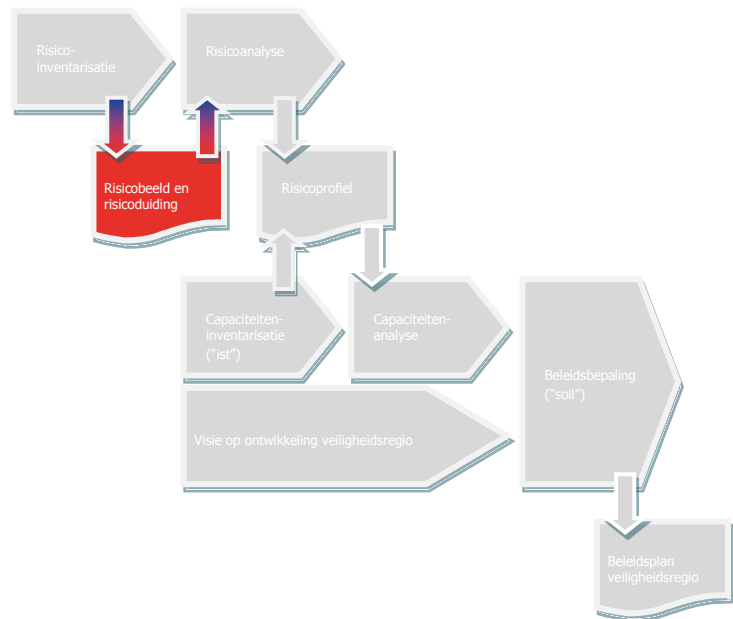 Risico-
inventarisatie
Risicoanalyse
Risicobeeld en
risicoduiding
Risicoprofiel
Capaciteiten-
inventarisatie
(“ist”)
Capaciteiten-
analyse
Beleidsbepaling
(“soll”)
Visie op ontwikkeling veiligheidsregio
Beleidsplan
veiligheidsregio